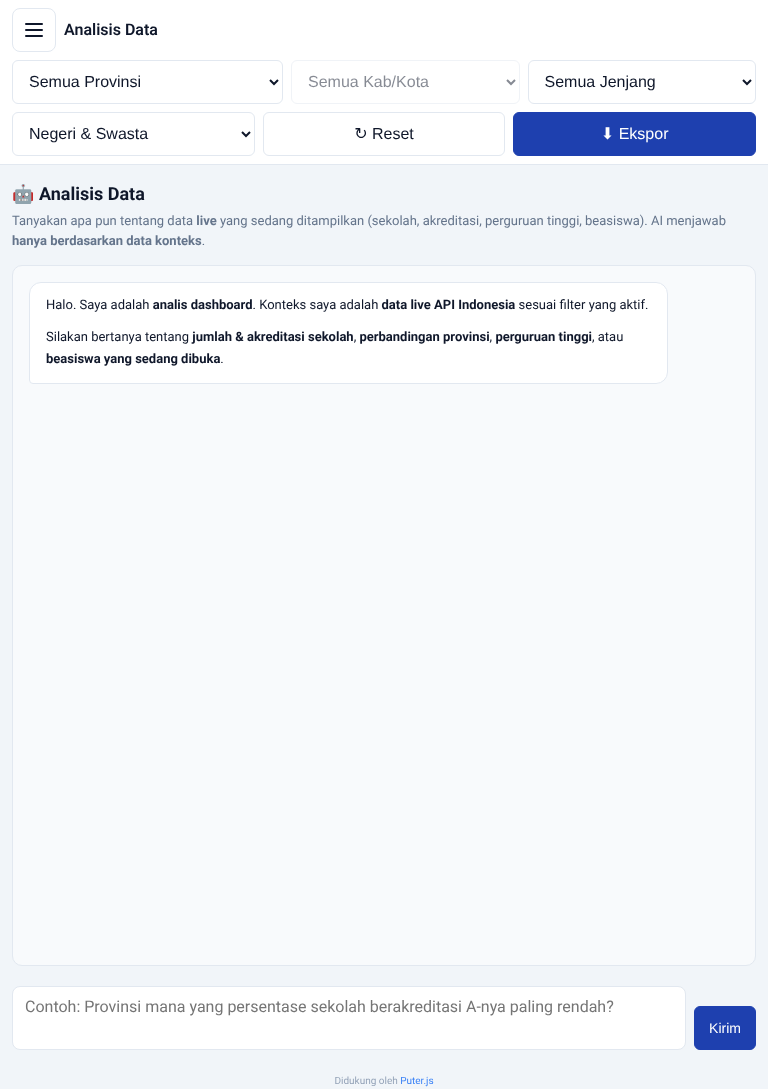 Analisis Data
Semua Provinsi
Semua Kab/Kota
Semua Jenjang
Negeri & Swasta
↻ Reset
⬇ Ekspor
🤖 Analisis Data
Tanyakan apa pun tentang data live yang sedang ditampilkan (sekolah, akreditasi, perguruan tinggi, beasiswa). AI menjawab
hanya berdasarkan data konteks.
Halo. Saya adalah analis dashboard. Konteks saya adalah data live API Indonesia sesuai filter yang aktif.
Silakan bertanya tentang jumlah & akreditasi sekolah, perbandingan provinsi, perguruan tinggi, atau
beasiswa yang sedang dibuka.
Contoh: Provinsi mana yang persentase sekolah berakreditasi A-nya paling rendah?
Kirim
Didukung oleh Puter.js